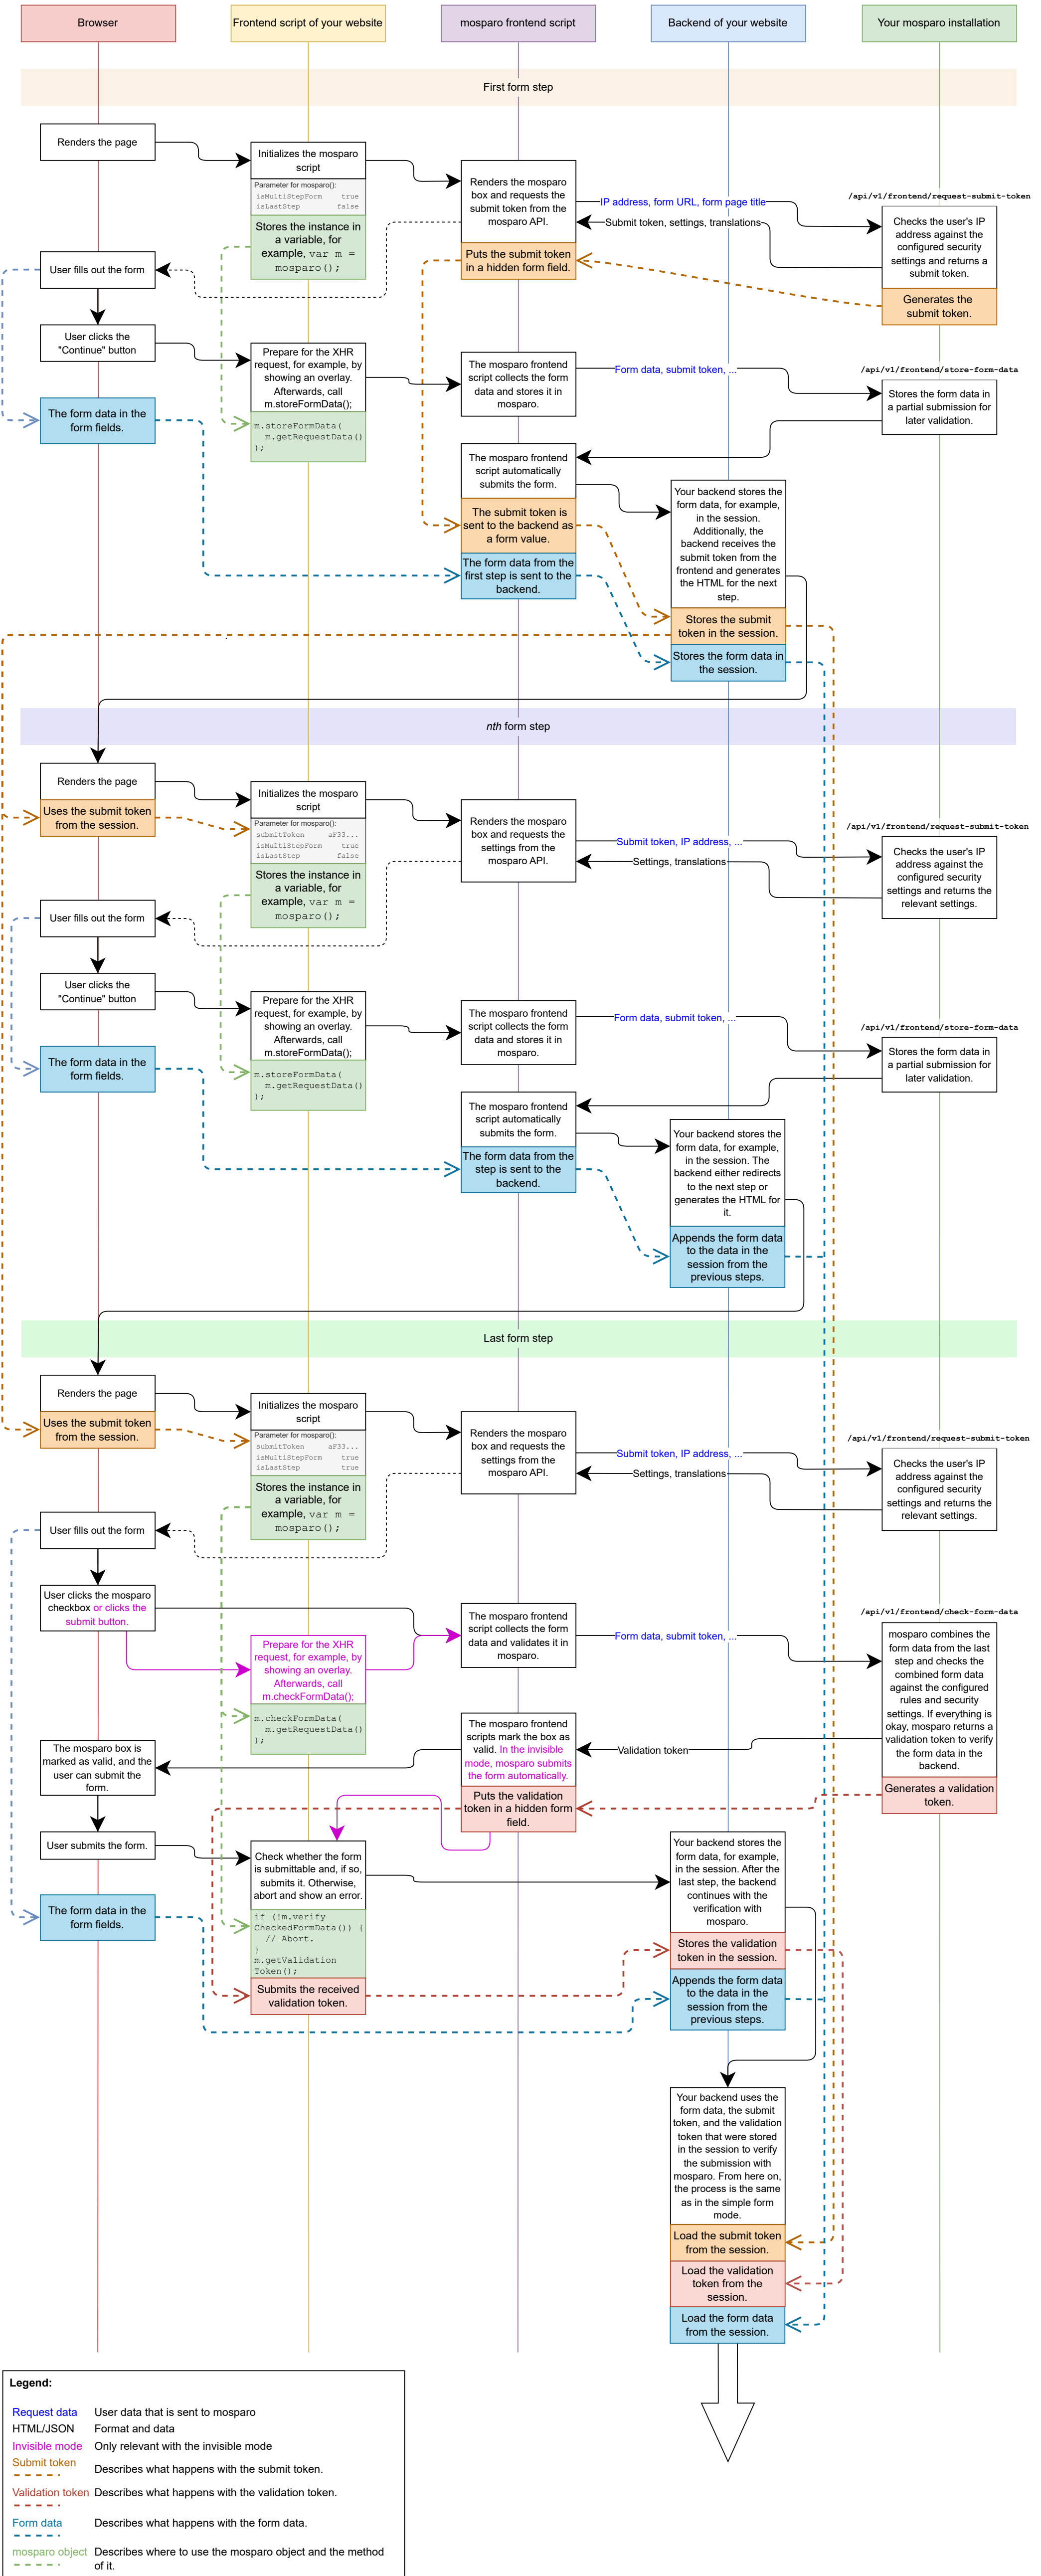 Browser
Frontend script of your website
mosparo frontend script
Backend of your website
Your mosparo installation
First form step
Renders the page
Initializes the mosparo
script
Parameter for mosparo():
isMultiStepForm true
isLastStep false
Stores the instance in
a variable, for
example, var m =
mosparo();
Renders the mosparo
box and requests the
submit token from the
mosparo API.
Puts the submit token
in a hidden form field.
IP address, form URL, form page title
Submit token, settings, translations
/api/v1/frontend/request-submit-token
Checks the user's IP
address against the
configured security
settings and returns a
submit token.
Generates the
submit token.
User fills out the form
User clicks the
"Continue" button
The form data in the
form fields.
Prepare for the XHR
request, for example, by
showing an overlay.
Afterwards, call
m.storeFormData();
m.storeFormData(
m.getRequestData()
);
The mosparo frontend
script collects the form
data and stores it in
mosparo.
Form data, submit token, ...
/api/v1/frontend/store-form-data
Stores the form data in
a partial submission for
later validation.
The mosparo frontend
script automatically
submits the form.
The submit token is
sent to the backend as
a form value.
The form data from the
first step is sent to the
backend.
Your backend stores the
form data, for example,
in the session.
Additionally, the
backend receives the
submit token from the
frontend and generates
the HTML for the next
step.
Stores the submit
token in the session.
Stores the form data in
the session.
nth form step
Renders the page
Uses the submit token
from the session.
Initializes the mosparo
script
Parameter for mosparo():
submitToken aF33...
isMultiStepForm true
isLastStep false
Stores the instance in
a variable, for
example, var m =
mosparo();
Renders the mosparo
box and requests the
settings from the
mosparo API.
Submit token, IP address, ...
Settings, translations
/api/v1/frontend/request-submit-token
Checks the user's IP
address against the
configured security
settings and returns the
relevant settings.
User fills out the form
User clicks the
"Continue" button
The form data in the
form fields.
Prepare for the XHR
request, for example, by
showing an overlay.
Afterwards, call
m.storeFormData();
m.storeFormData(
m.getRequestData()
);
The mosparo frontend
script collects the form
data and stores it in
mosparo.
Form data, submit token, ...
/api/v1/frontend/store-form-data
Stores the form data in
a partial submission for
later validation.
The mosparo frontend
script automatically
submits the form.
The form data from the
step is sent to the
backend.
Your backend stores the
form data, for example,
in the session. The
backend either redirects
to the next step or
generates the HTML for
it.
Appends the form data
to the data in the
session from the
previous steps.
Last form step
Renders the page
Uses the submit token
from the session.
Initializes the mosparo
script
Parameter for mosparo():
submitToken aF33...
isMultiStepForm true
isLastStep true
Stores the instance in
a variable, for
example, var m =
mosparo();
Renders the mosparo
box and requests the
settings from the
mosparo API.
Submit token, IP address, ...
Settings, translations
/api/v1/frontend/request-submit-token
Checks the user's IP
address against the
configured security
settings and returns the
relevant settings.
User fills out the form
User clicks the mosparo
checkbox or clicks the
submit button.
Prepare for the XHR
request, for example, by
showing an overlay.
Afterwards, call
m.checkFormData();
m.checkFormData(
m.getRequestData()
);
The mosparo frontend
script collects the form
data and validates it in
mosparo.
Form data, submit token, ...
/api/v1/frontend/check-form-data
mosparo combines the
form data from the last
step and checks the
combined form data
against the configured
rules and security
settings. If everything is
okay, mosparo returns a
validation token to verify
the form data in the
backend.
Generates a validation
token.
Validation token
The mosparo frontend
scripts mark the box as
valid. In the invisible
mode, mosparo submits
the form automatically.
Puts the validation
token in a hidden form
field.
The mosparo box is
marked as valid, and the
user can submit the
form.
User submits the form.
The form data in the
form fields.
Check whether the form
is submittable and, if so,
submits it. Otherwise,
abort and show an error.
if (!m.verify
CheckedFormData()) {
// Abort.
}
m.getValidation
Token();
Submits the received
validation token.
Your backend stores the
form data, for example,
in the session. After the
last step, the backend
continues with the
verification with
mosparo.
Stores the validation
token in the session.
Appends the form data
to the data in the
session from the
previous steps.
Your backend uses the
form data, the submit
token, and the validation
token that were stored
in the session to verify
the submission with
mosparo. From here on,
the process is the same
as in the simple form
mode.
Load the submit token
from the session.
Load the validation
token from the
session.
Load the form data
from the session.
Legend:
Request data User data that is sent to mosparo
HTML/JSON Format and data
Invisible mode Only relevant with the invisible mode
Submit token Describes what happens with the submit token.
Validation token Describes what happens with the validation token.
Form data Describes what happens with the form data.
mosparo object Describes where to use the mosparo object and the method
of it.